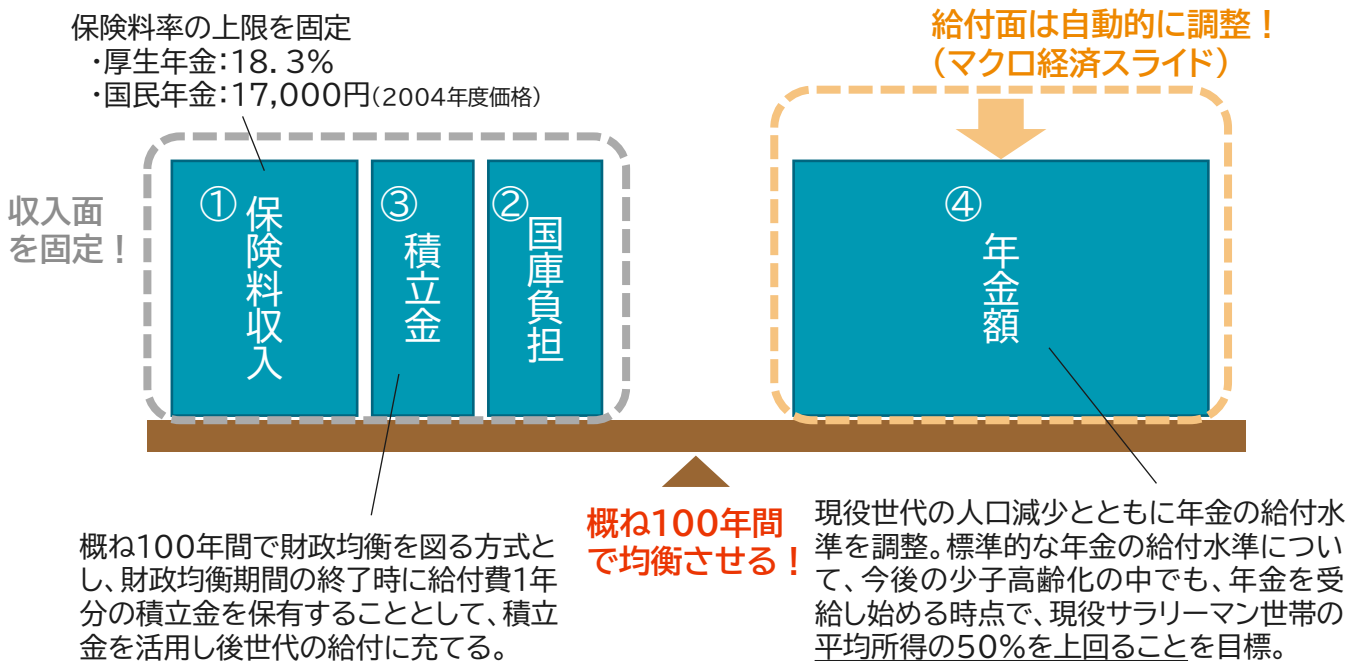 保険料率の上限を固定
・厚生年金:18.3%
・国民年金:17,000円(2004年度価格)
給付面は自動的に調整!
(マクロ経済スライド)
収入面
を固定!
①保険料収入
③積立金
②国庫負担
④年金額
概ね100年間で財政均衡を図る方式と
し、財政均衡期間の終了時に給付費1年
分の積立金を保有することとして、積立
金を活用し後世代の給付に充てる。
概ね100年間
で均衡させる!
現役世代の人口減少とともに年金の給付水
準を調整。標準的な年金の給付水準につい
て、今後の少子高齢化の中でも、年金を受
給し始める時点で、現役サラリーマン世帯の
平均所得の50%を上回ることを目標。